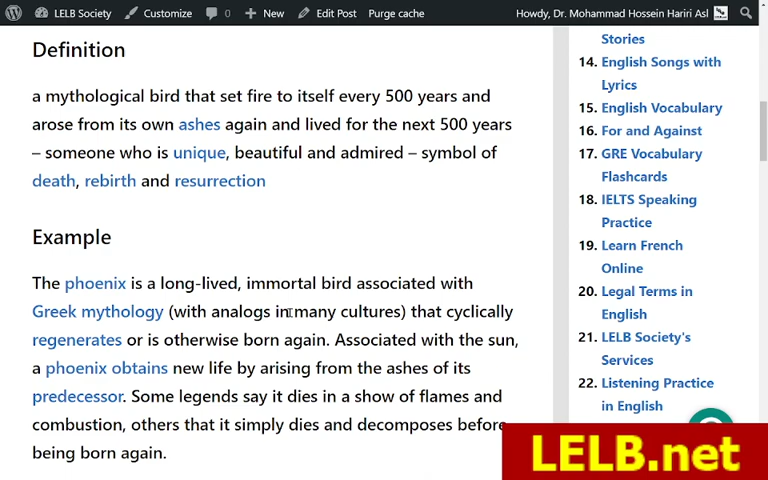 LELB Society Customize 0 New Edit Post Purge cache Howdy, Dr. Mohammad Hossein Hariri Asl
Definition
a mythological bird that set fire to itself every 500 years and
arose from its own ashes again and lived for the next 500 years
– someone who is unique, beautiful and admired – symbol of
death, rebirth and resurrection
Example
The phoenix is a long-lived, immortal bird associated with
Greek mythology (with analogs in many cultures) that cyclically
regenerates or is otherwise born again. Associated with the sun,
a phoenix obtains new life by arising from the ashes of its
predecessor. Some legends say it dies in a show of flames and
combustion, others that it simply dies and decomposes before
being born again.
Stories
14. English Songs with
Lyrics
15. English Vocabulary
16. For and Against
17. GRE Vocabulary
Flashcards
18. IELTS Speaking
Practice
19. Learn French
Online
20. Legal Terms in
English
21. LELB Society's
Services
22. Listening Practice
in English
LELB.net